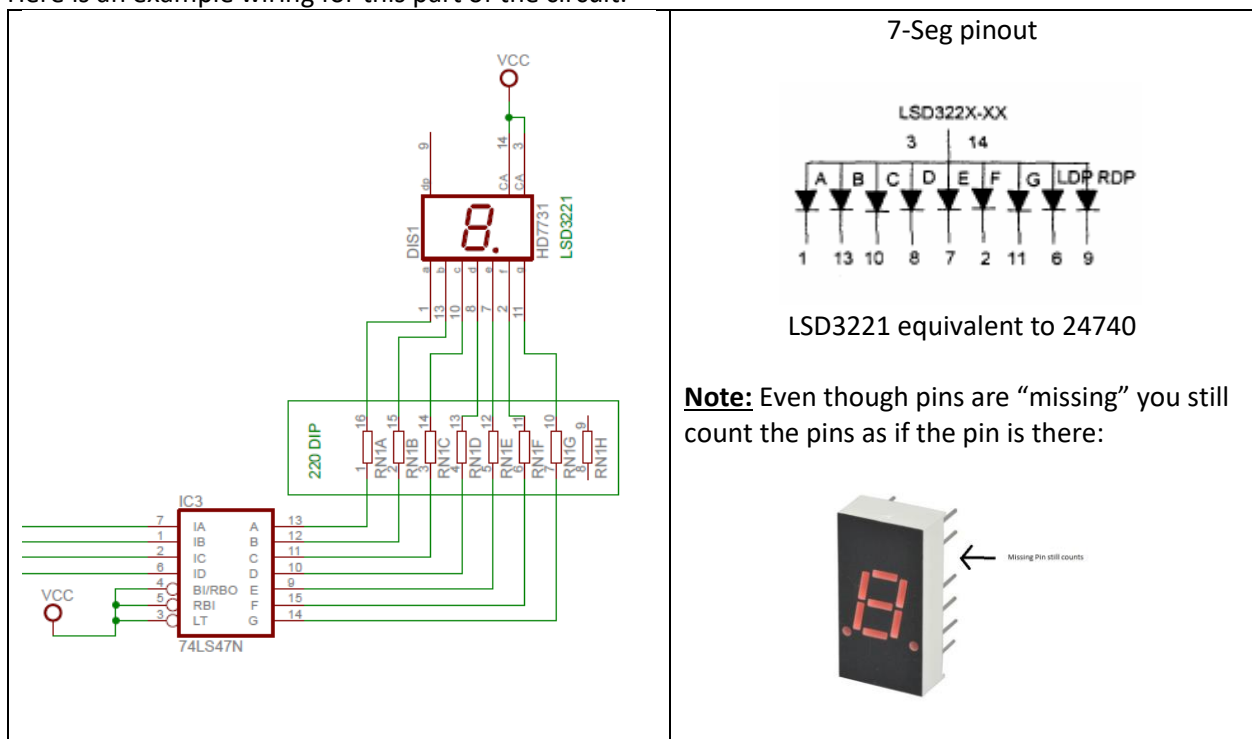 Here is an example wiring for this part of the circuit:
VCC
9
14
3
dp
CA
CA
DIS1
HD7731
LSD3221
a
b
c
d
e
f
g
1
13
10
8
7
2
11
220 DIP
16
15
14
13
12
11
10
9
1
2
3
4
5
6
7
8
RN1A
RN1B
RN1C
RN1D
RN1E
RN1F
RN1G
RN1H
IC3
7 IA A 13
1 IB B 12
2 IC C 11
6 ID D 10
4 BI/RBO E 9
5 RBI F 15
3 LT G 14
VCC
74LS47N
7-Seg pinout
LSD322X-XX
3 14
A B C D E F G LDP RDP
1 13 10 8 7 2 11 6 9
LSD3221 equivalent to 24740
Note: Even though pins are “missing” you still
count the pins as if the pin is there:
Missing Pin still counts